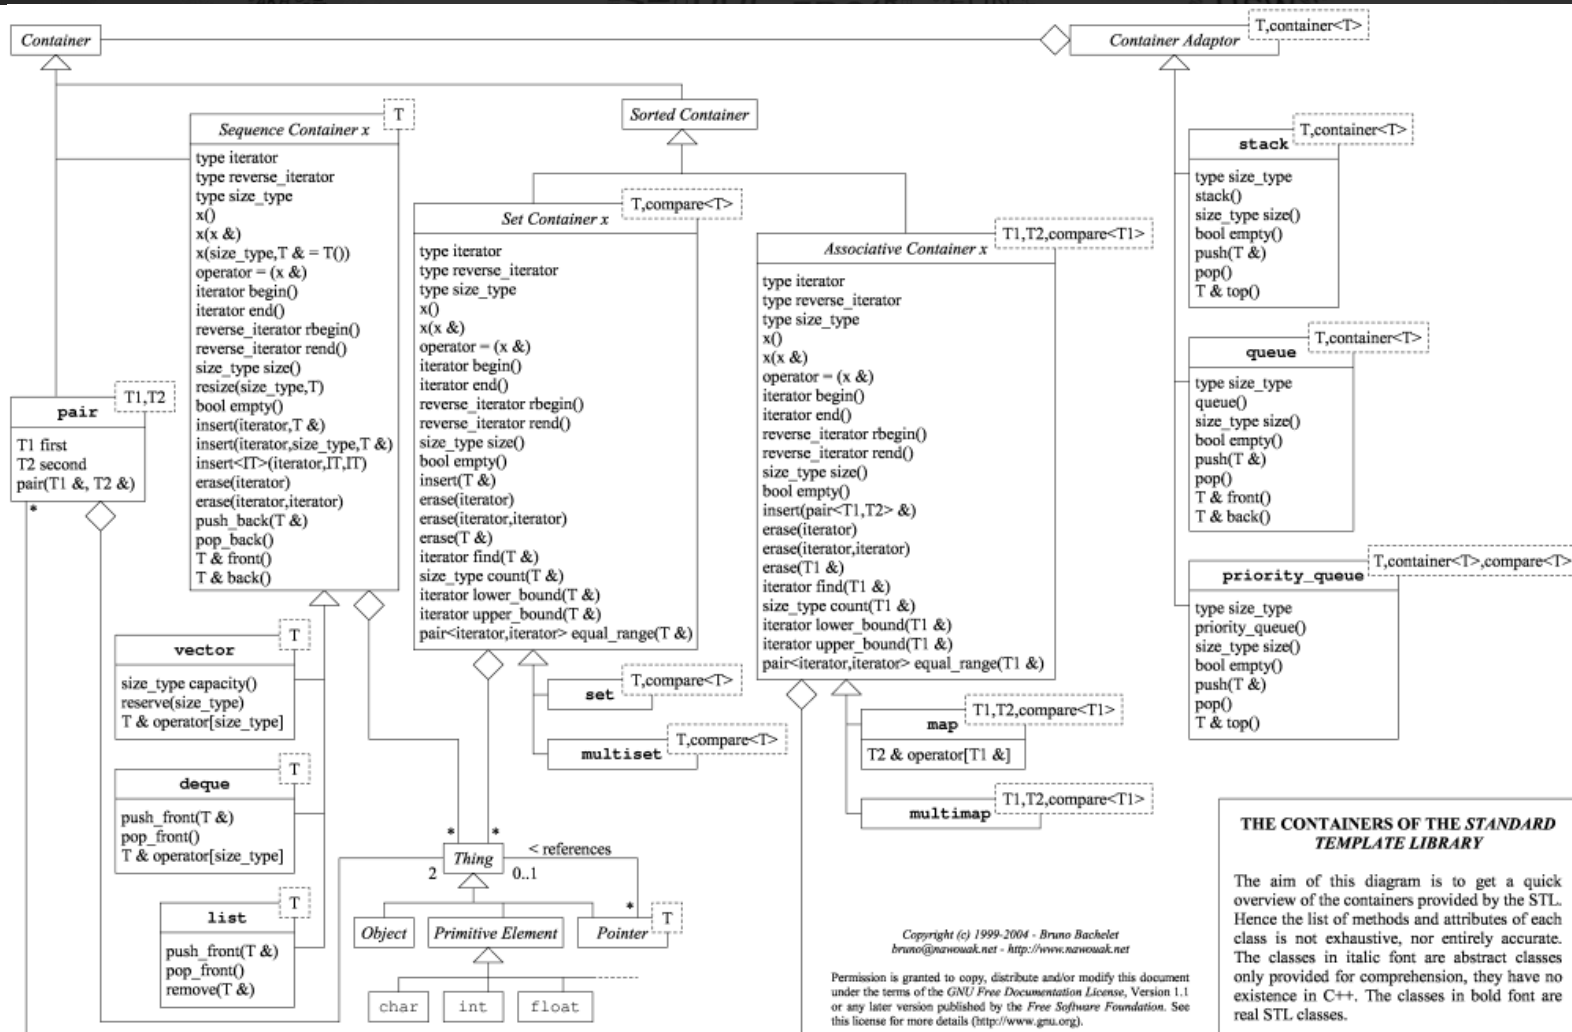 Container
Container Adaptor
T,container<T>
Sequence Container x
T
type iterator
type reverse_iterator
type size_type
x()
x(x &)
x(size_type,T & = T())
operator = (x &)
iterator begin()
iterator end()
reverse_iterator rbegin()
reverse_iterator rend()
size_type size()
resize(size_type,T)
bool empty()
insert(iterator,T &)
insert(iterator,size_type,T &)
insert<IT>(iterator,IT,IT)
erase(iterator)
erase(iterator,iterator)
push_back(T &)
pop_back()
T & front()
T & back()
Sorted Container
Set Container x
T,compare<T>
type iterator
type reverse_iterator
type size_type
x()
x(x &)
operator = (x &)
iterator begin()
iterator end()
reverse_iterator rbegin()
reverse_iterator rend()
size_type size()
bool empty()
insert(T &)
erase(iterator)
erase(iterator,iterator)
erase(T &)
iterator find(T &)
size_type count(T &)
iterator lower_bound(T &)
iterator upper_bound(T &)
pair<iterator,iterator> equal_range(T &)
Associative Container x
T1,T2,compare<T1>
type iterator
type reverse_iterator
type size_type
x()
x(x &)
operator = (x &)
iterator begin()
iterator end()
reverse_iterator rbegin()
reverse_iterator rend()
size_type size()
bool empty()
insert(pair<T1,T2> &)
erase(iterator)
erase(iterator,iterator)
erase(T1 &)
iterator find(T1 &)
size_type count(T1 &)
iterator lower_bound(T1 &)
iterator upper_bound(T1 &)
pair<iterator,iterator> equal_range(T1 &)
stack
T,container<T>
type size_type
stack()
size_type size()
bool empty()
push(T &)
pop()
T & top()
queue
T,container<T>
type size_type
queue()
size_type size()
bool empty()
push(T &)
pop()
T & front()
T & back()
priority_queue
T,container<T>,compare<T>
type size_type
priority_queue()
size_type size()
bool empty()
push(T &)
pop()
T & top()
pair
T1,T2
T1 first
T2 second
pair(T1 &, T2 &)
*
vector
T
size_type capacity()
reserve(size_type)
T & operator[size_type]
deque
T
push_front(T &)
pop_front()
T & operator[size_type]
list
T
push_front(T &)
pop_front()
remove(T &)
set
T,compare<T>
multiset
T,compare<T>
map
T1,T2,compare<T1>
T2 & operator[T1 &]
multimap
T1,T2,compare<T1>
*
*
Thing
< references
2
0..1
*
Object
Primitive Element
Pointer
T
char
int
float
Copyright (c) 1999-2004 - Bruno Bachelet
bruno@nawouak.net - http://www.nawouak.net
Permission is granted to copy, distribute and/or modify this document
under the terms of the GNU Free Documentation License, Version 1.1
or any later version published by the Free Software Foundation. See
this license for more details (http://www.gnu.org).
THE CONTAINERS OF THE STANDARD
TEMPLATE LIBRARY
The aim of this diagram is to get a quick
overview of the containers provided by the STL.
Hence the list of methods and attributes of each
class is not exhaustive, nor entirely accurate.
The classes in italic font are abstract classes
only provided for comprehension, they have no
existence in C++. The classes in bold font are
real STL classes.